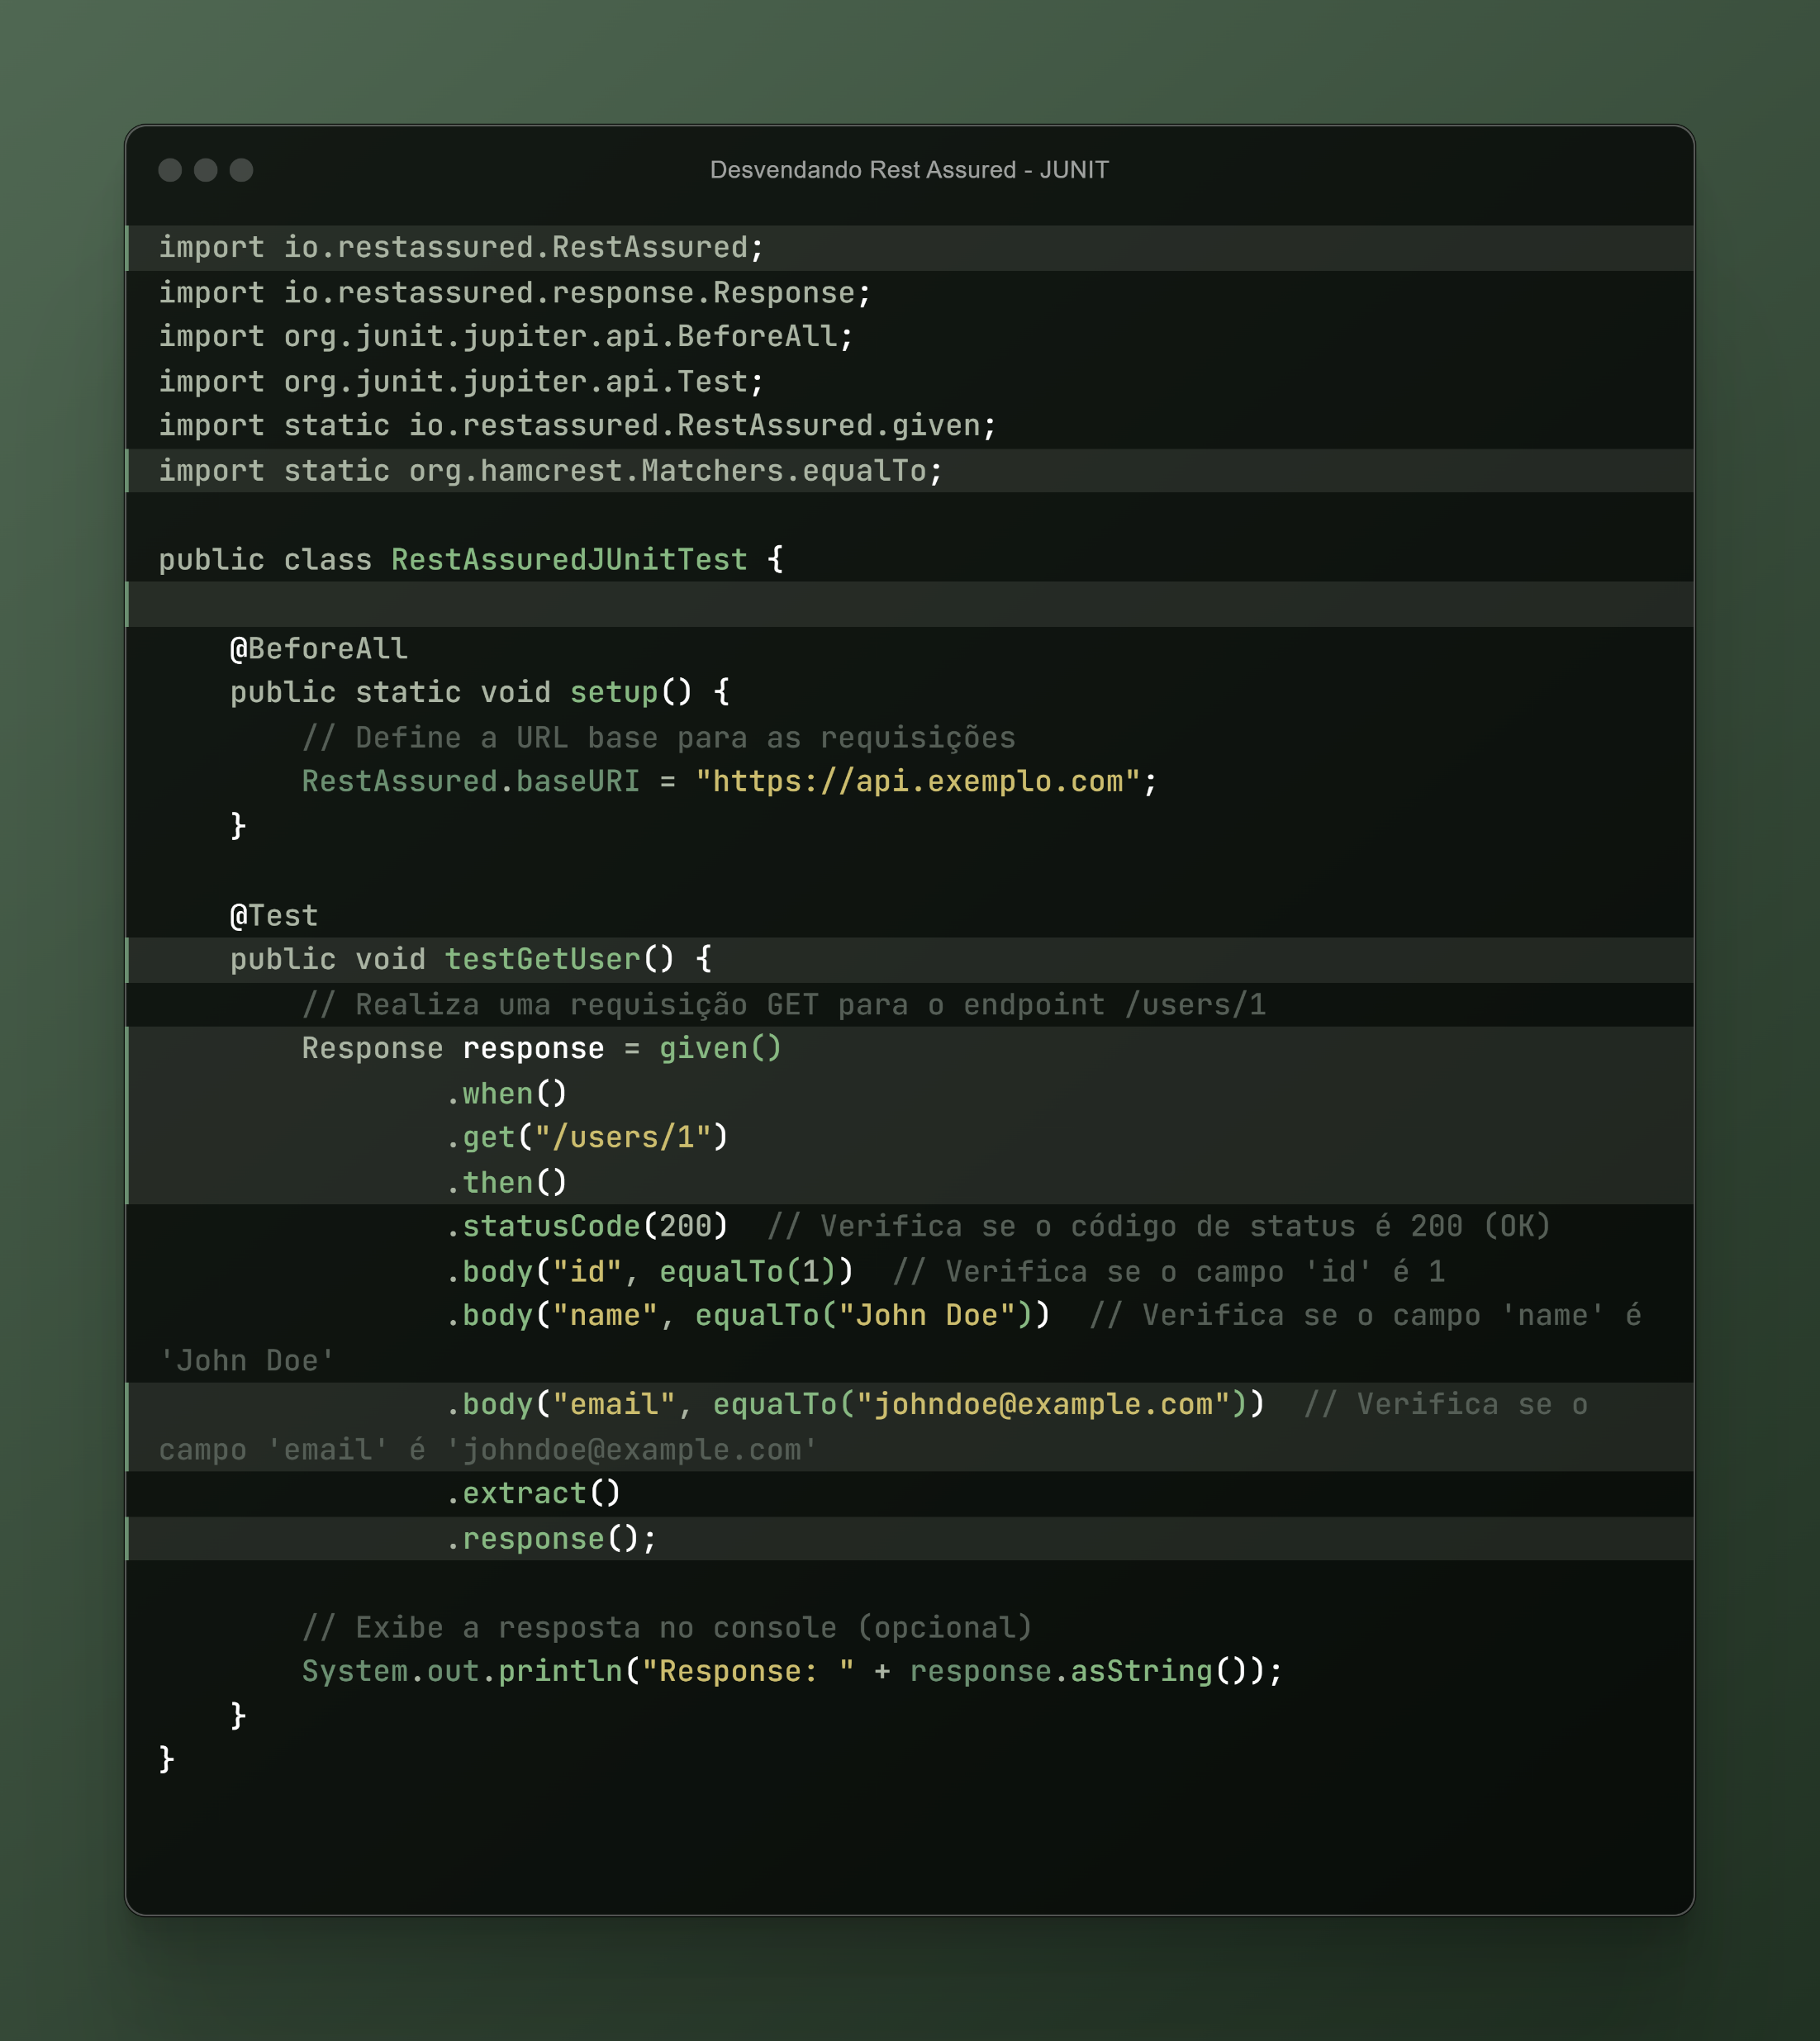 Desvendando Rest Assured - JUNIT
import io.restassured.RestAssured;
import io.restassured.response.Response;
import org.junit.jupiter.api.BeforeAll;
import org.junit.jupiter.api.Test;
import static io.restassured.RestAssured.given;
import static org.hamcrest.Matchers.equalTo;
public class RestAssuredJUnitTest {
@BeforeAll
public static void setup() {
// Define a URL base para as requisições
RestAssured.baseURI = "https://api.exemplo.com";
}
@Test
public void testGetUser() {
// Realiza uma requisição GET para o endpoint /users/1
Response response = given()
.when()
.get("/users/1")
.then()
.statusCode(200)  // Verifica se o código de status é 200 (OK)
.body("id", equalTo(1))  // Verifica se o campo 'id' é 1
.body("name", equalTo("John Doe"))  // Verifica se o campo 'name' é
'John Doe'
.body("email", equalTo("johndoe@example.com"))  // Verifica se o
campo 'email' é 'johndoe@example.com'
.extract()
.response();
// Exibe a resposta no console (opcional)
System.out.println("Response: " + response.asString());
}
}